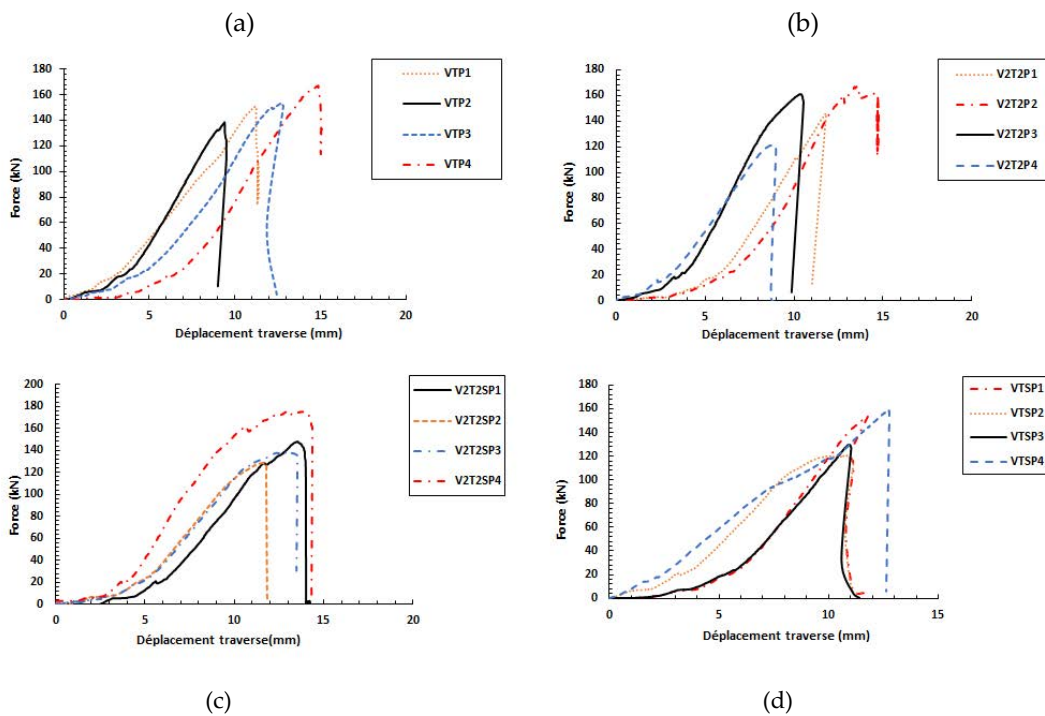 (a)
(b)
180
160
140
120
100
80
60
40
20
0
Force (kN)
0
5
10
15
20
Déplacement traverse (mm)
VTP1
VTP2
VTP3
VTP4
180
160
140
120
100
80
60
40
20
0
Force (kN)
0
5
10
15
20
Déplacement traverse (mm)
V2T2P1
V2T2P2
V2T2P3
V2T2P4
200
180
160
140
120
100
80
60
40
20
0
Force (kN)
0
5
10
15
20
Déplacement traverse(mm)
V2T2SP1
V2T2SP2
V2T2SP3
V2T2SP4
180
160
140
120
100
80
60
40
20
0
Force (kN)
0
5
10
15
Déplacement traverse (mm)
VTSP1
VTSP2
VTSP3
VTSP4
(c)
(d)